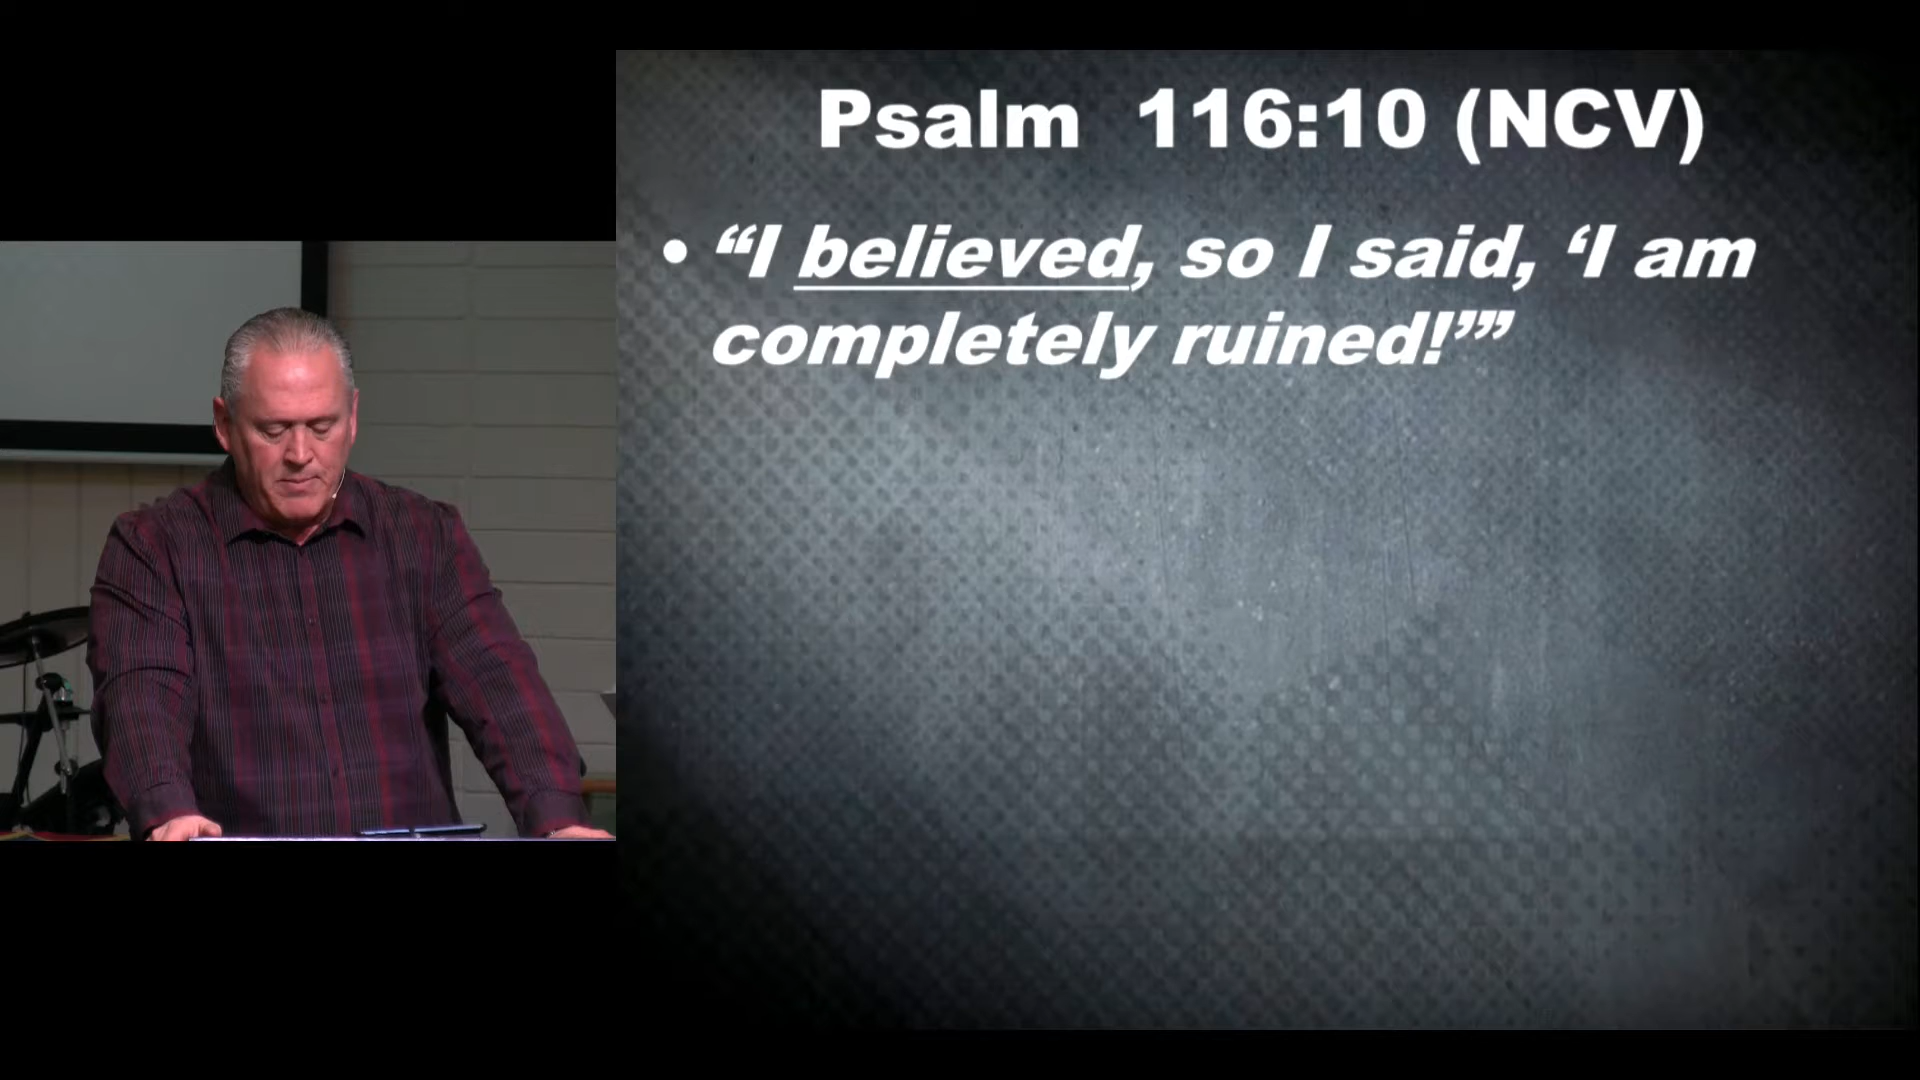 Psalm  116:10 (NCV)
• “I believed, so I said, ‘I am
completely ruined!’”